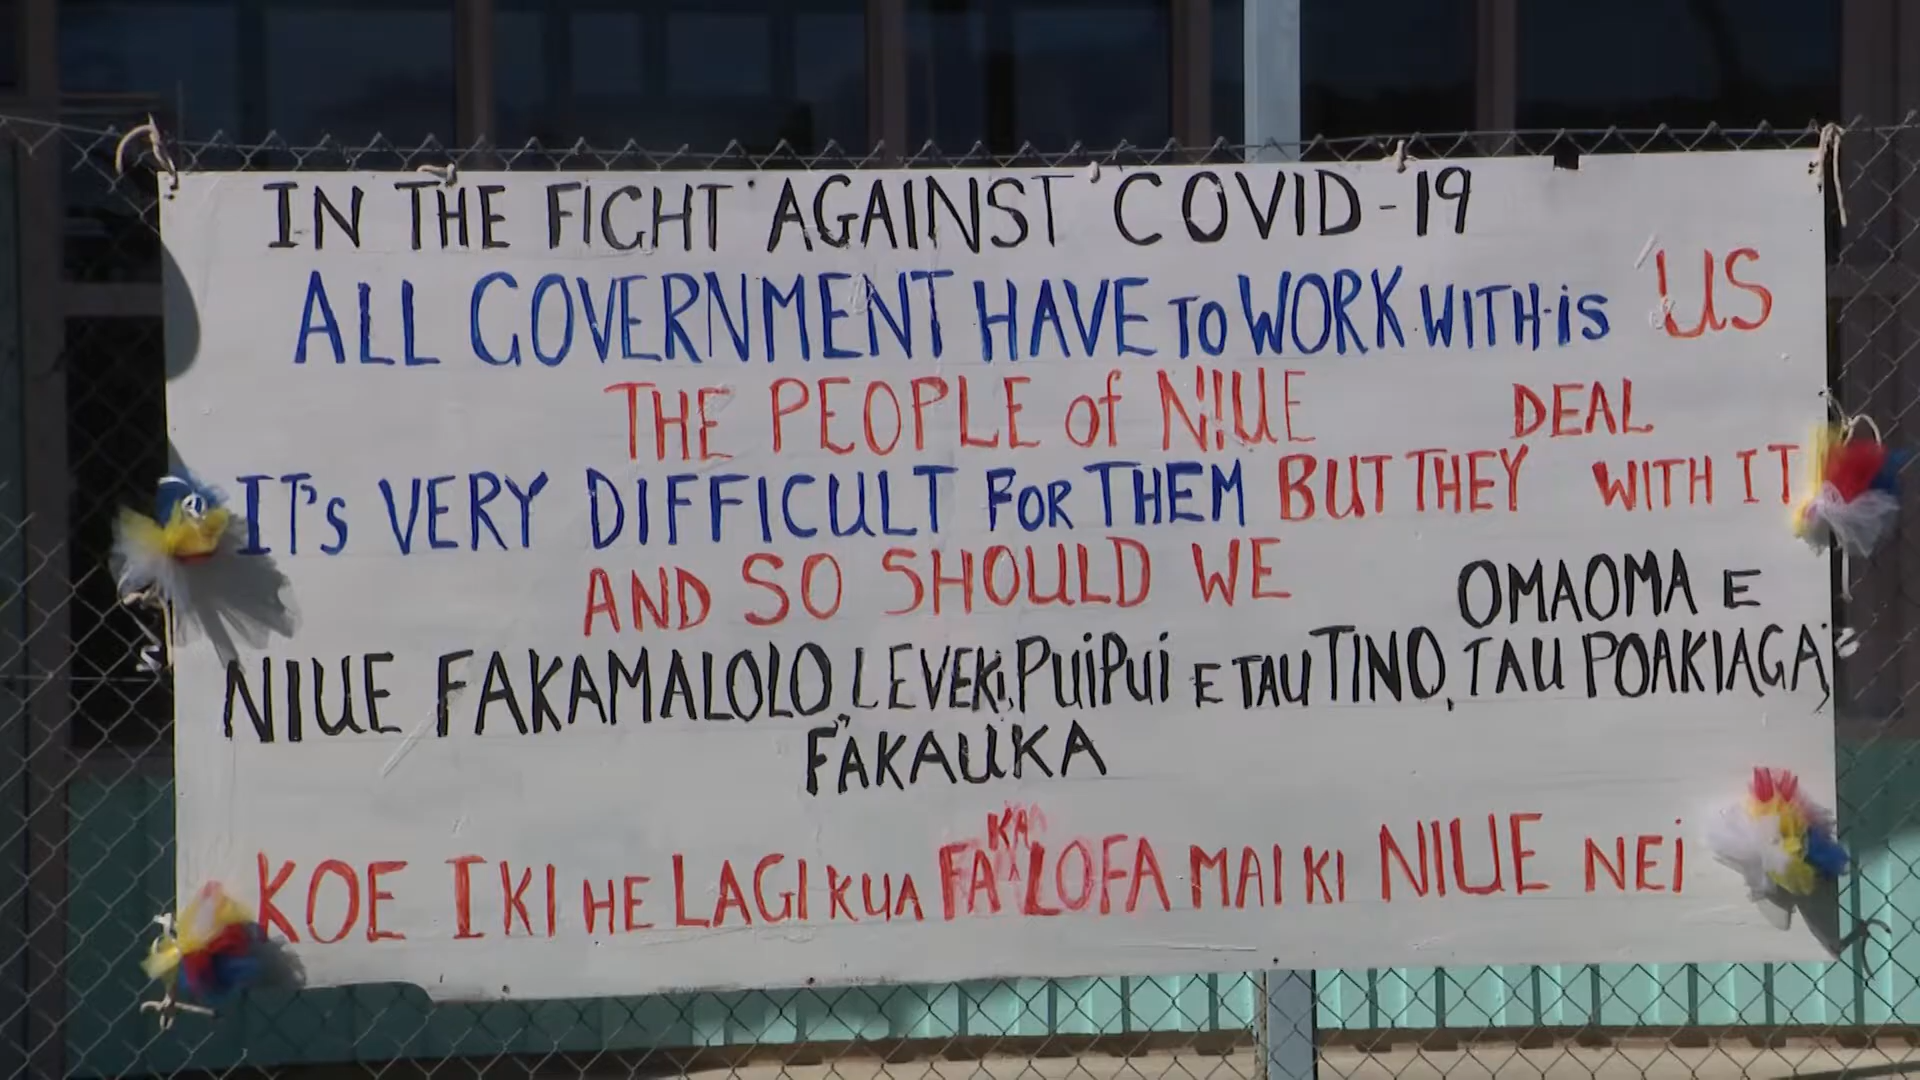 IN THE FIGHT AGAINST COVID-19
ALL GOVERNMENT HAVE TO WORK WITH is US
THE PEOPLE of NIUE
IT's VERY DIFFICULT FOR THEM BUT THEY DEAL WITH IT
AND SO SHOULD WE
NIUE FAKAMALOLO, LEVEKi, PUiPUi E TAU TINO, OMAOMA E TAU POAKIAGA,
FAKAUKA
KOE IKI HE LAGI KUA FAKALOFA MAI KI NIUE NEi